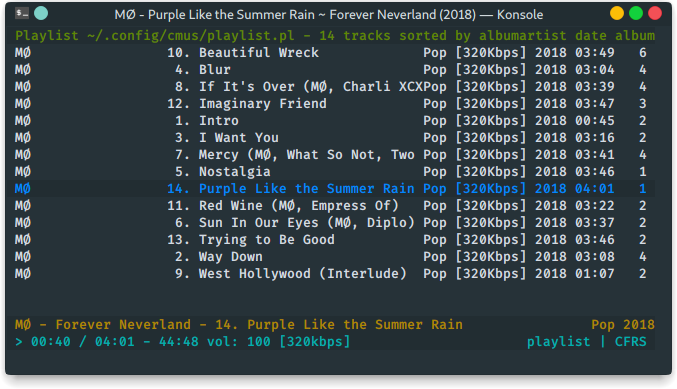 MØ - Purple Like the Summer Rain ~ Forever Neverland (2018) — Konsole
Playlist ~/.config/cmus/playlist.pl - 14 tracks sorted by albumartist date album
MØ 10. Beautiful Wreck Pop [320Kbps] 2018 03:49 6
MØ 4. Blur Pop [320Kbps] 2018 03:04 4
MØ 8. If It's Over (MØ, Charli XCXPop [320Kbps] 2018 03:39 4
MØ 12. Imaginary Friend Pop [320Kbps] 2018 03:47 3
MØ 1. Intro Pop [320Kbps] 2018 00:45 2
MØ 3. I Want You Pop [320Kbps] 2018 03:16 2
MØ 7. Mercy (MØ, What So Not, Two Pop [320Kbps] 2018 03:41 4
MØ 5. Nostalgia Pop [320Kbps] 2018 03:46 1
MØ 14. Purple Like the Summer Rain Pop [320Kbps] 2018 04:01 1
MØ 11. Red Wine (MØ, Empress Of) Pop [320Kbps] 2018 03:22 2
MØ 6. Sun In Our Eyes (MØ, Diplo) Pop [320Kbps] 2018 03:37 2
MØ 13. Trying to Be Good Pop [320Kbps] 2018 03:46 2
MØ 2. Way Down Pop [320Kbps] 2018 03:08 4
MØ 9. West Hollywood (Interlude) Pop [320Kbps] 2018 01:07 2
MØ - Forever Neverland - 14. Purple Like the Summer Rain Pop 2018
> 00:40 / 04:01 - 44:48 vol: 100 [320kbps] playlist | CFRS